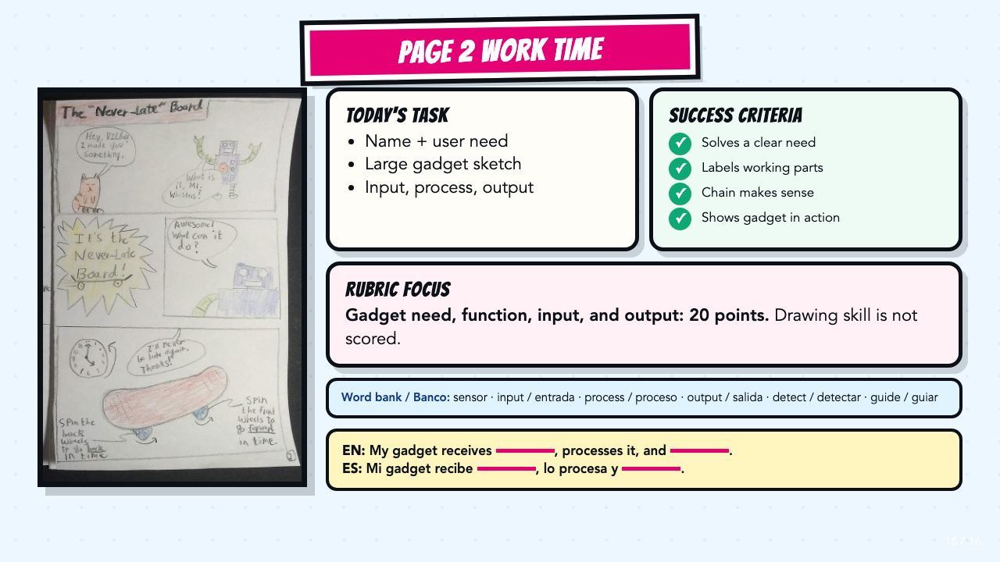 PAGE 2 WORK TIME
The "Never-Late" Board
Hey, Villbot
I made you
something.
What is
it, Mr.
Whiskers?
It's the
Never-Late
Board!
Awesome!
What can it
do?
I'll never
be late again.
Thanks!
Spin the
back
wheels
to go back
in time
Spin
the front
wheels to
go forward
in time
2
TODAY'S TASK
• Name + user need
• Large gadget sketch
• Input, process, output
SUCCESS CRITERIA
✓ Solves a clear need
✓ Labels working parts
✓ Chain makes sense
✓ Shows gadget in action
RUBRIC FOCUS
Gadget need, function, input, and output: 20 points. Drawing skill is not
scored.
Word bank / Banco: sensor · input / entrada · process / proceso · output / salida · detect / detectar · guide / guiar
EN: My gadget receives ______, processes it, and ______.
ES: Mi gadget recibe ______, lo procesa y ______.
15 / 16